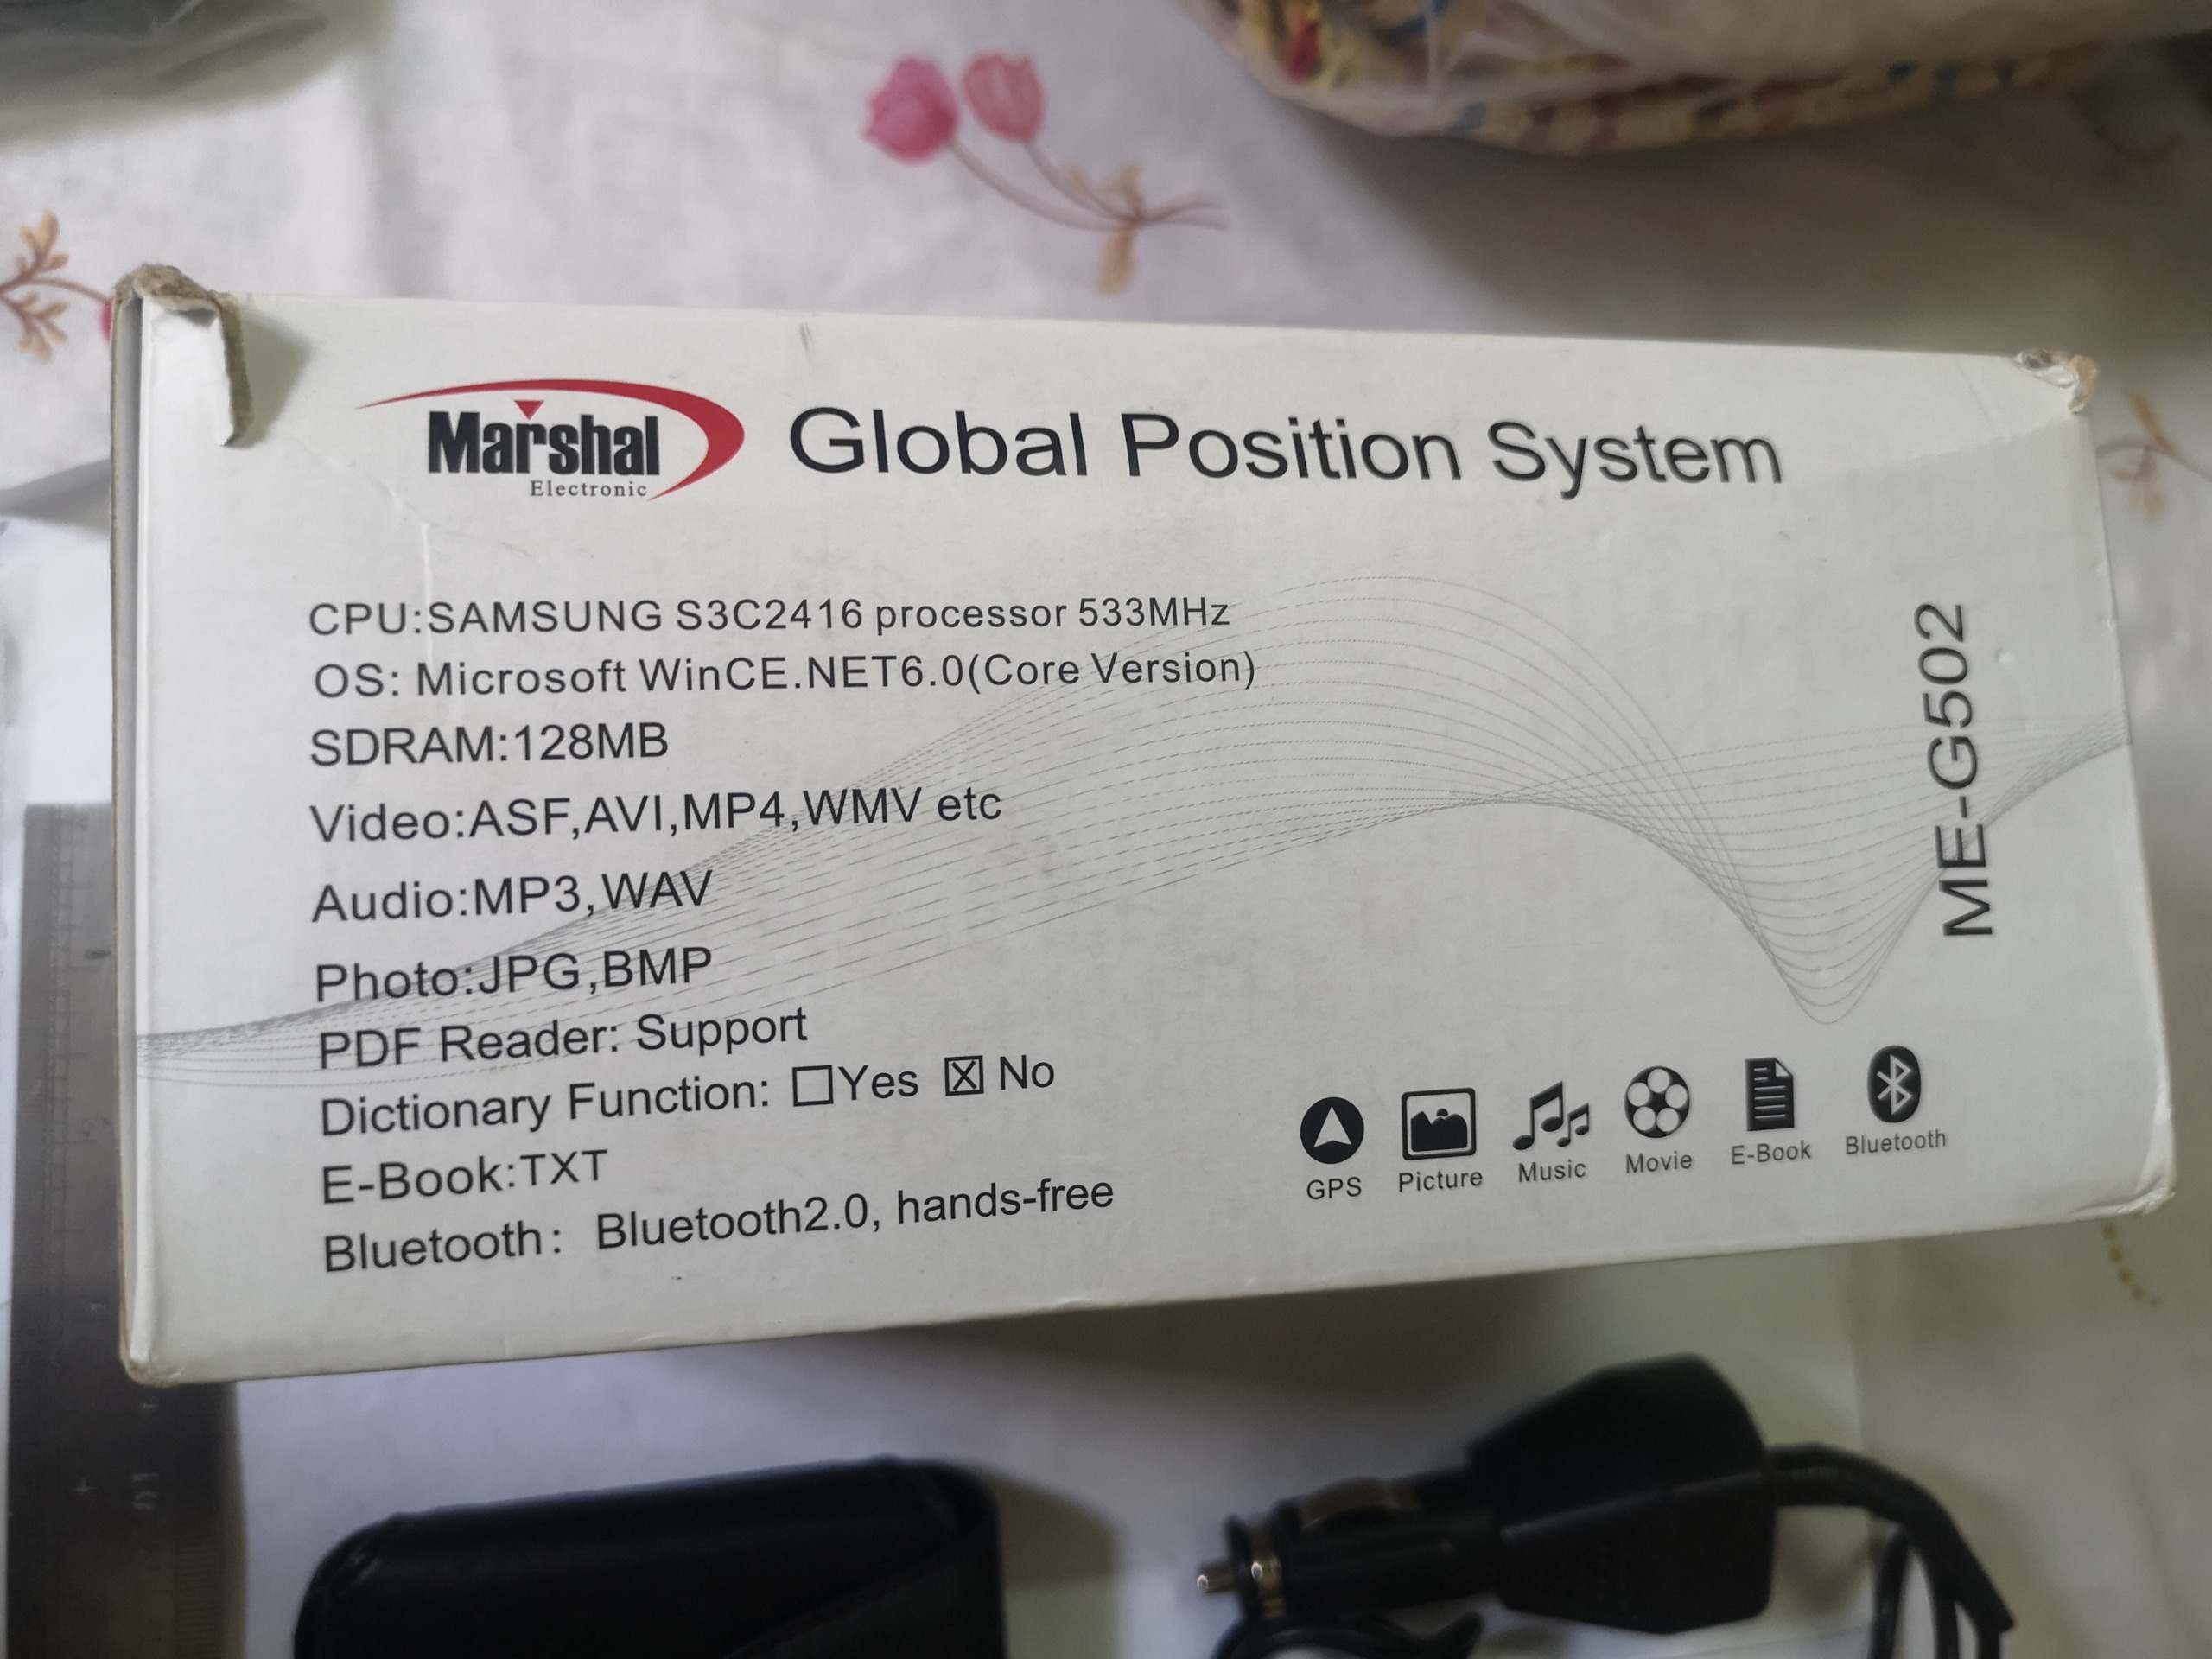 Marshal
Electronic
Global Position System
CPU:SAMSUNG S3C2416 processor 533MHz
OS: Microsoft WinCE.NET6.0(Core Version)
SDRAM:128MB
Video:ASF,AVI,MP4,WMV etc
Audio:MP3,WAV
Photo:JPG,BMP
PDF Reader: Support
Dictionary Function: ☐Yes ☒ No
E-Book:TXT
Bluetooth: Bluetooth2.0, hands-free
ME-G502
GPS
Picture
Music
Movie
E-Book
Bluetooth